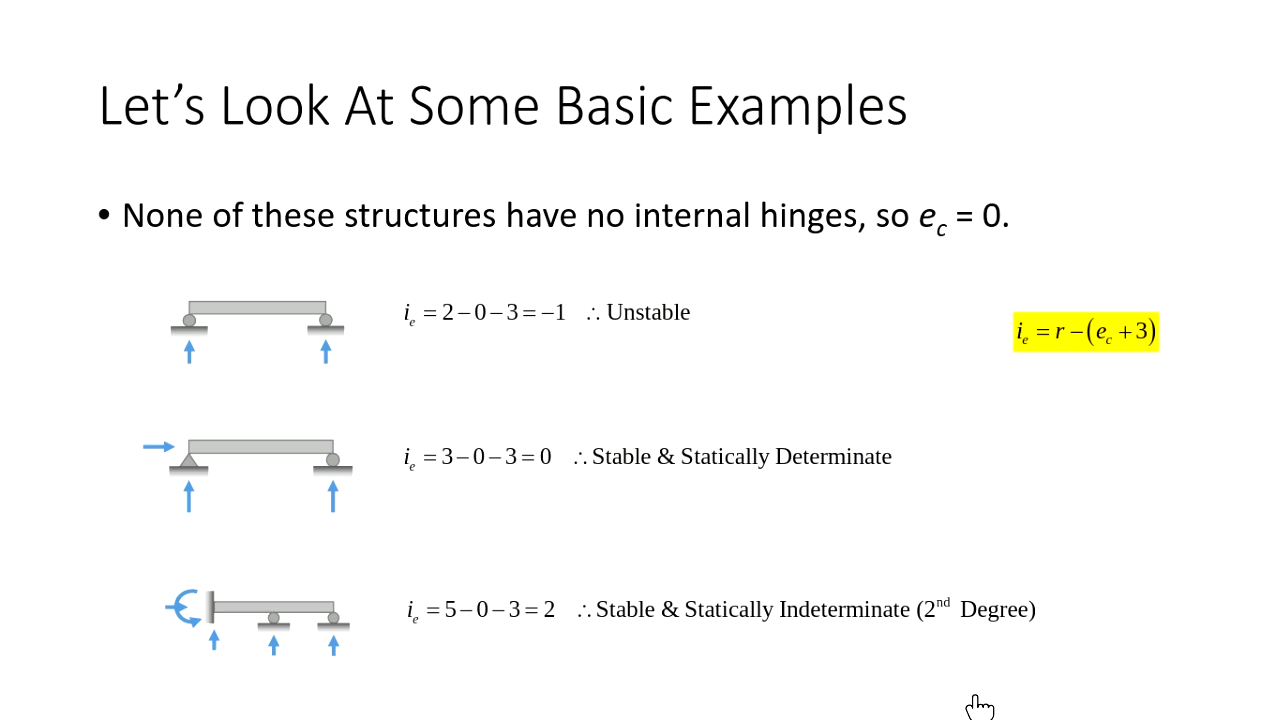 Let’s Look At Some Basic Examples
• None of these structures have no internal hinges, so e_c = 0.
i_e = 2 − 0 − 3 = −1 ∴ Unstable
i_e = r − (e_c + 3)
i_e = 3 − 0 − 3 = 0 ∴ Stable & Statically Determinate
i_e = 5 − 0 − 3 = 2 ∴ Stable & Statically Indeterminate (2nd Degree)